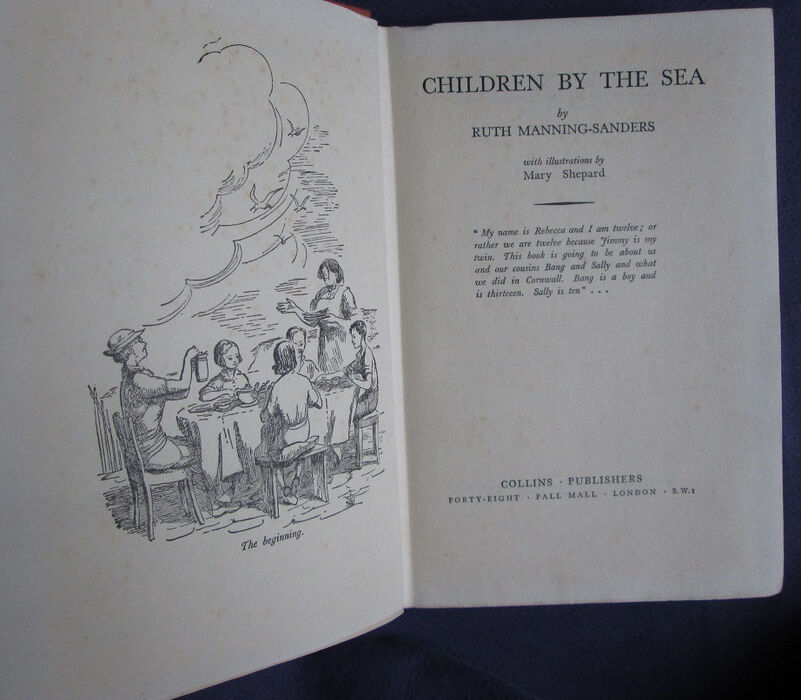 The beginning.
CHILDREN BY THE SEA
by
RUTH MANNING-SANDERS
with illustrations by
Mary Shepard
" My name is Rebecca and I am twelve ; or
rather we are twelve because Jimmy is my
twin. This book is going to be about us
and our cousins Bang and Sally and what
we did in Cornwall. Bang is a boy and
is thirteeen. Sally is ten" . . .
COLLINS · PUBLISHERS
FORTY-EIGHT · PALL MALL · LONDON · S.W.1